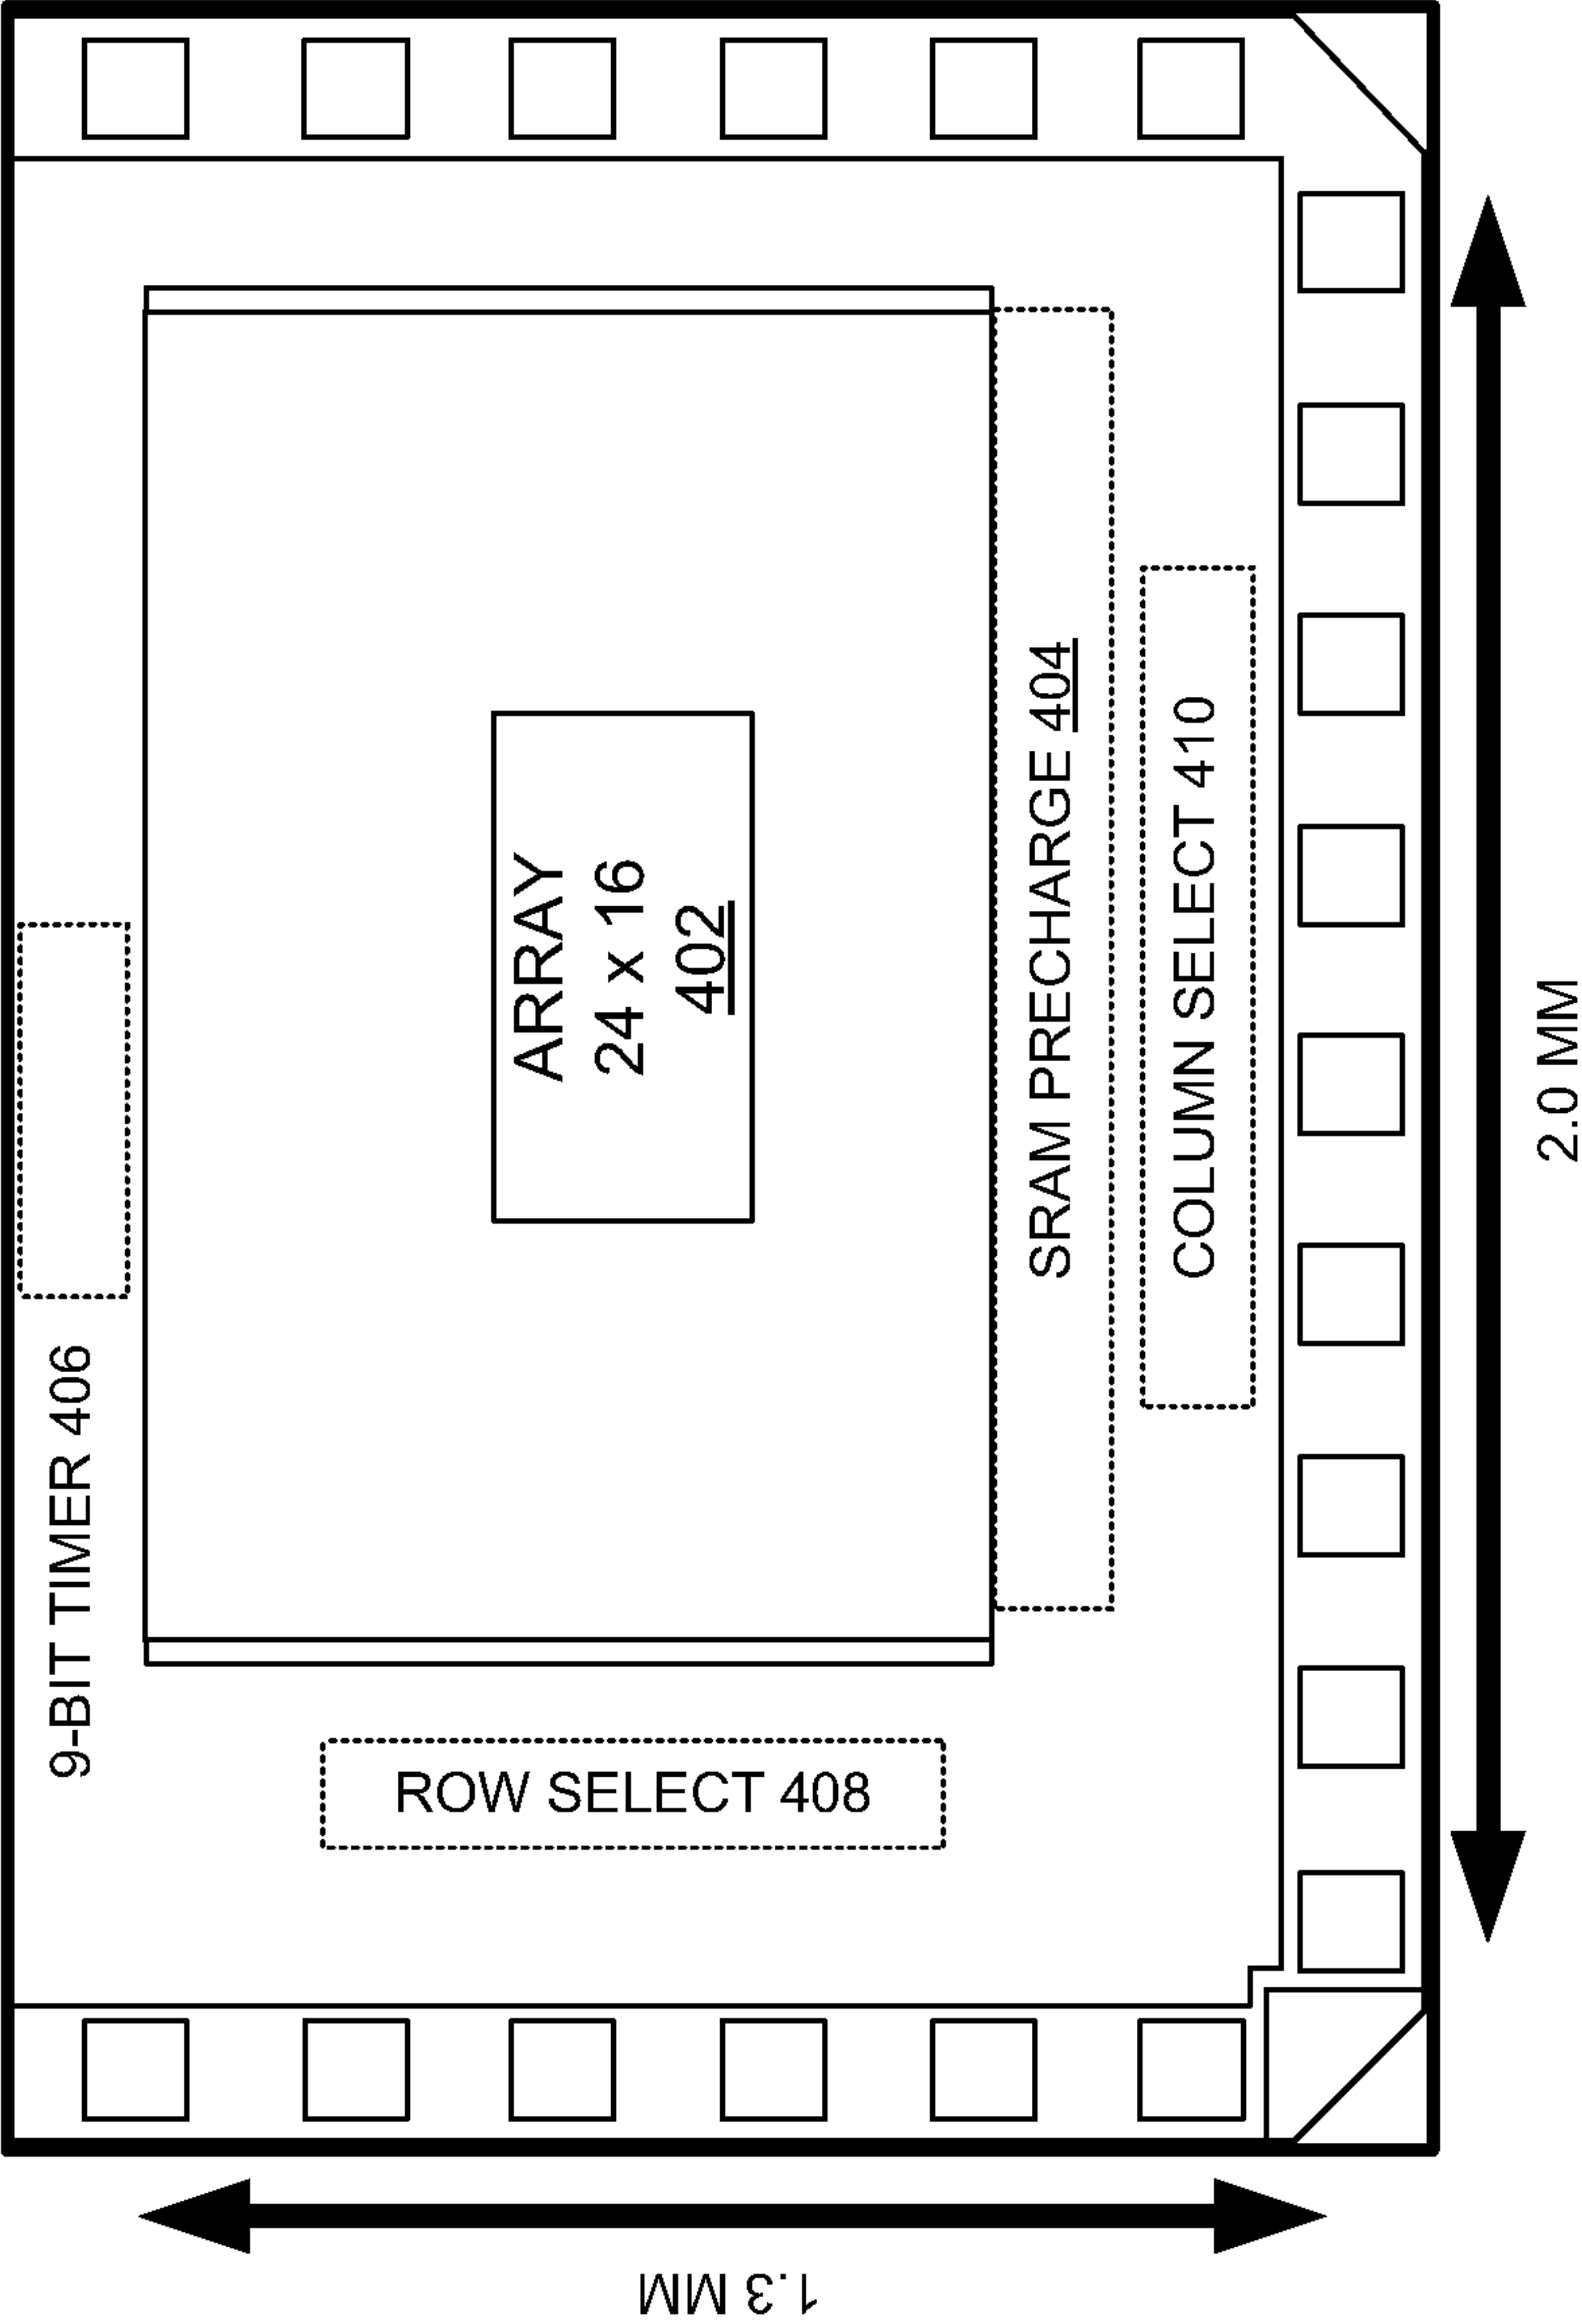 9-BIT TIMER 406
ARRAY
24 x 16
402
SRAM PRECHARGE 404
COLUMN SELECT 410
ROW SELECT 408
2.0 MM
1.3 MM